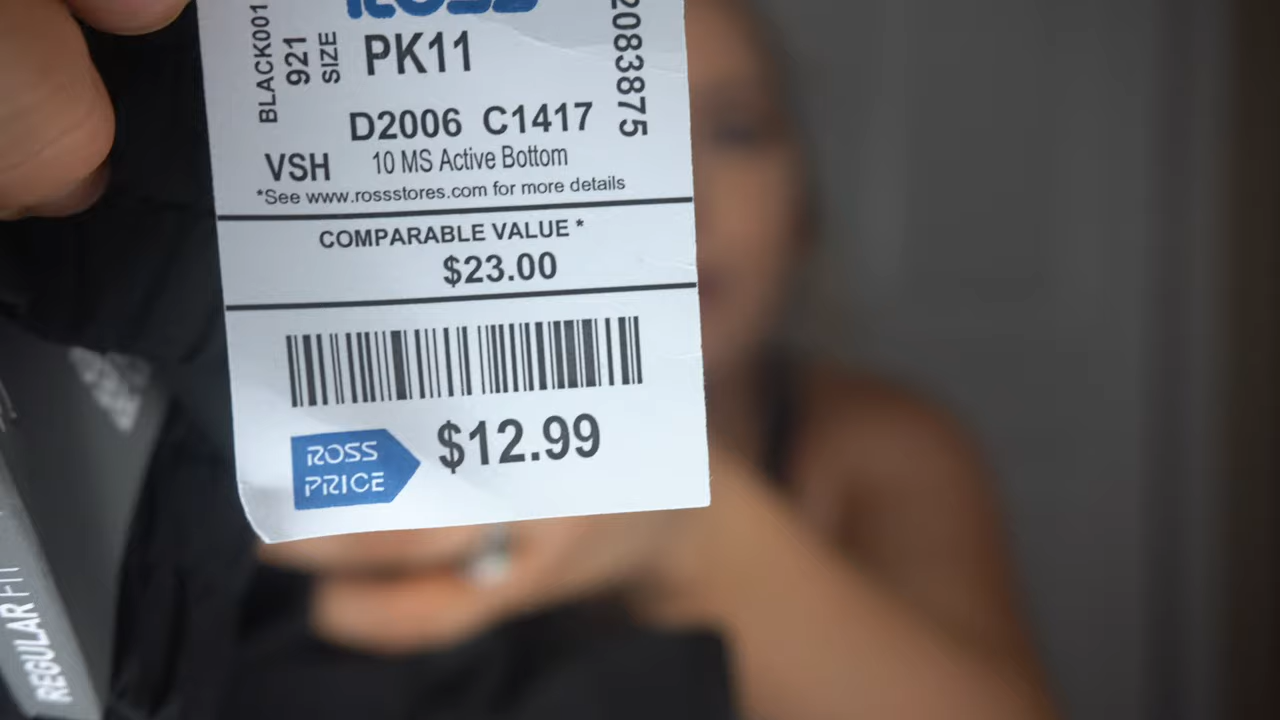 ROSS
BLACK001
921
SIZE
PK11
2083875
D2006 C1417
VSH 10 MS Active Bottom
*See www.rossstores.com for more details
COMPARABLE VALUE *
$23.00
ROSS
PRICE
$12.99
REGULAR FIT